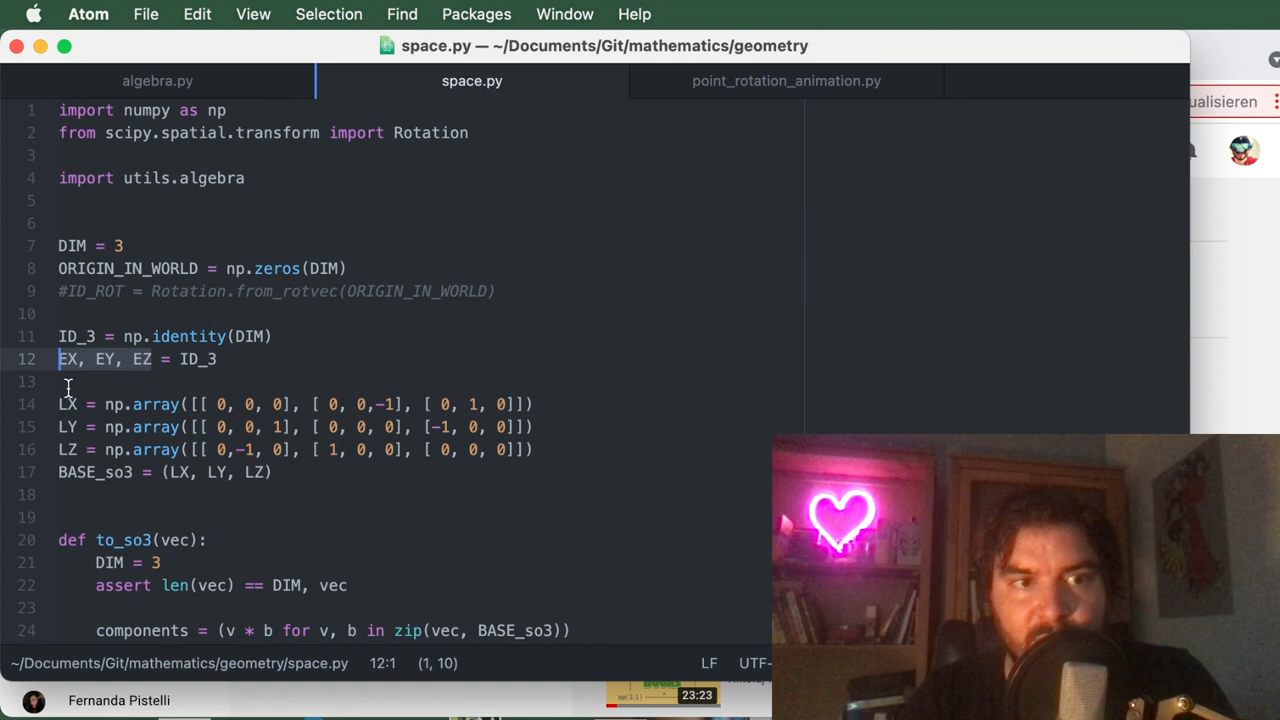 Atom File Edit View Selection Find Packages Window Help
space.py — ~/Documents/Git/mathematics/geometry
algebra.py space.py point_rotation_animation.py
ualisieren
1 import numpy as np
2 from scipy.spatial.transform import Rotation
3
4 import utils.algebra
5
6
7 DIM = 3
8 ORIGIN_IN_WORLD = np.zeros(DIM)
9 #ID_ROT = Rotation.from_rotvec(ORIGIN_IN_WORLD)
10
11 ID_3 = np.identity(DIM)
12 EX, EY, EZ = ID_3
13
14 LX = np.array([[ 0, 0, 0], [ 0, 0,-1], [ 0, 1, 0]])
15 LY = np.array([[ 0, 0, 1], [ 0, 0, 0], [-1, 0, 0]])
16 LZ = np.array([[ 0,-1, 0], [ 1, 0, 0], [ 0, 0, 0]])
17 BASE_so3 = (LX, LY, LZ)
18
19
20 def to_so3(vec):
21     DIM = 3
22     assert len(vec) == DIM, vec
23
24     components = (v * b for v, b in zip(vec, BASE_so3))
~/Documents/Git/mathematics/geometry/space.py 12:1 (1, 10) LF UTF-
Fernanda Pistelli
23:23